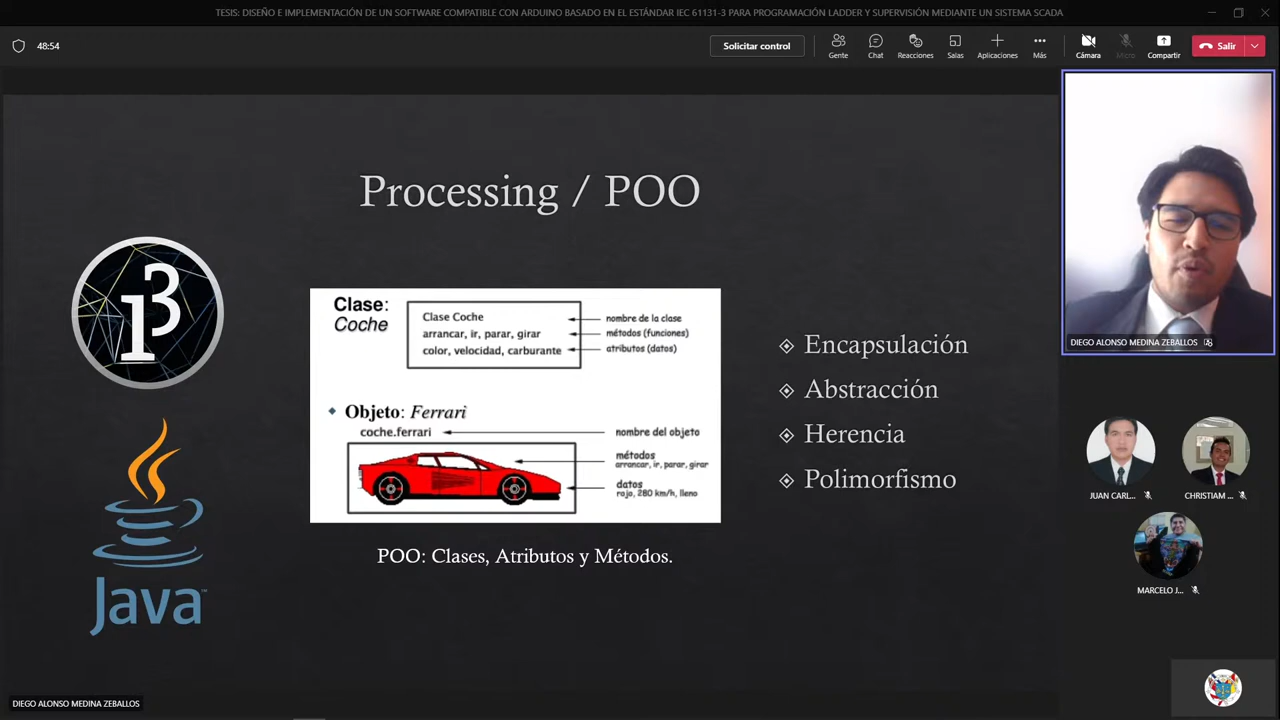 TESIS: DISEÑO E IMPLEMENTACIÓN DE UN SOFTWARE COMPATIBLE CON ARDUINO BASADO EN EL ESTÁNDAR IEC 61131-3 PARA PROGRAMACIÓN LADDER Y SUPERVISIÓN MEDIANTE UN SISTEMA SCADA
48:54
Solicitar control
Gente
Chat
Reacciones
Salas
Aplicaciones
Más
Cámara
Micro
Compartir
Salir
Processing / POO
Clase:
Coche
Clase Coche
arrancar, ir, parar, girar
color, velocidad, carburante
nombre de la clase
métodos (funciones)
atributos (datos)
Objeto: Ferrari
coche.ferrari
nombre del objeto
métodos
arrancar, ir, parar, girar
datos
rojo, 280 km/h, lleno
POO: Clases, Atributos y Métodos.
Java™
Encapsulación
Abstracción
Herencia
Polimorfismo
DIEGO ALONSO MEDINA ZEBALLOS
JUAN CARL...
CHRISTIAM ...
MARCELO J...
DIEGO ALONSO MEDINA ZEBALLOS